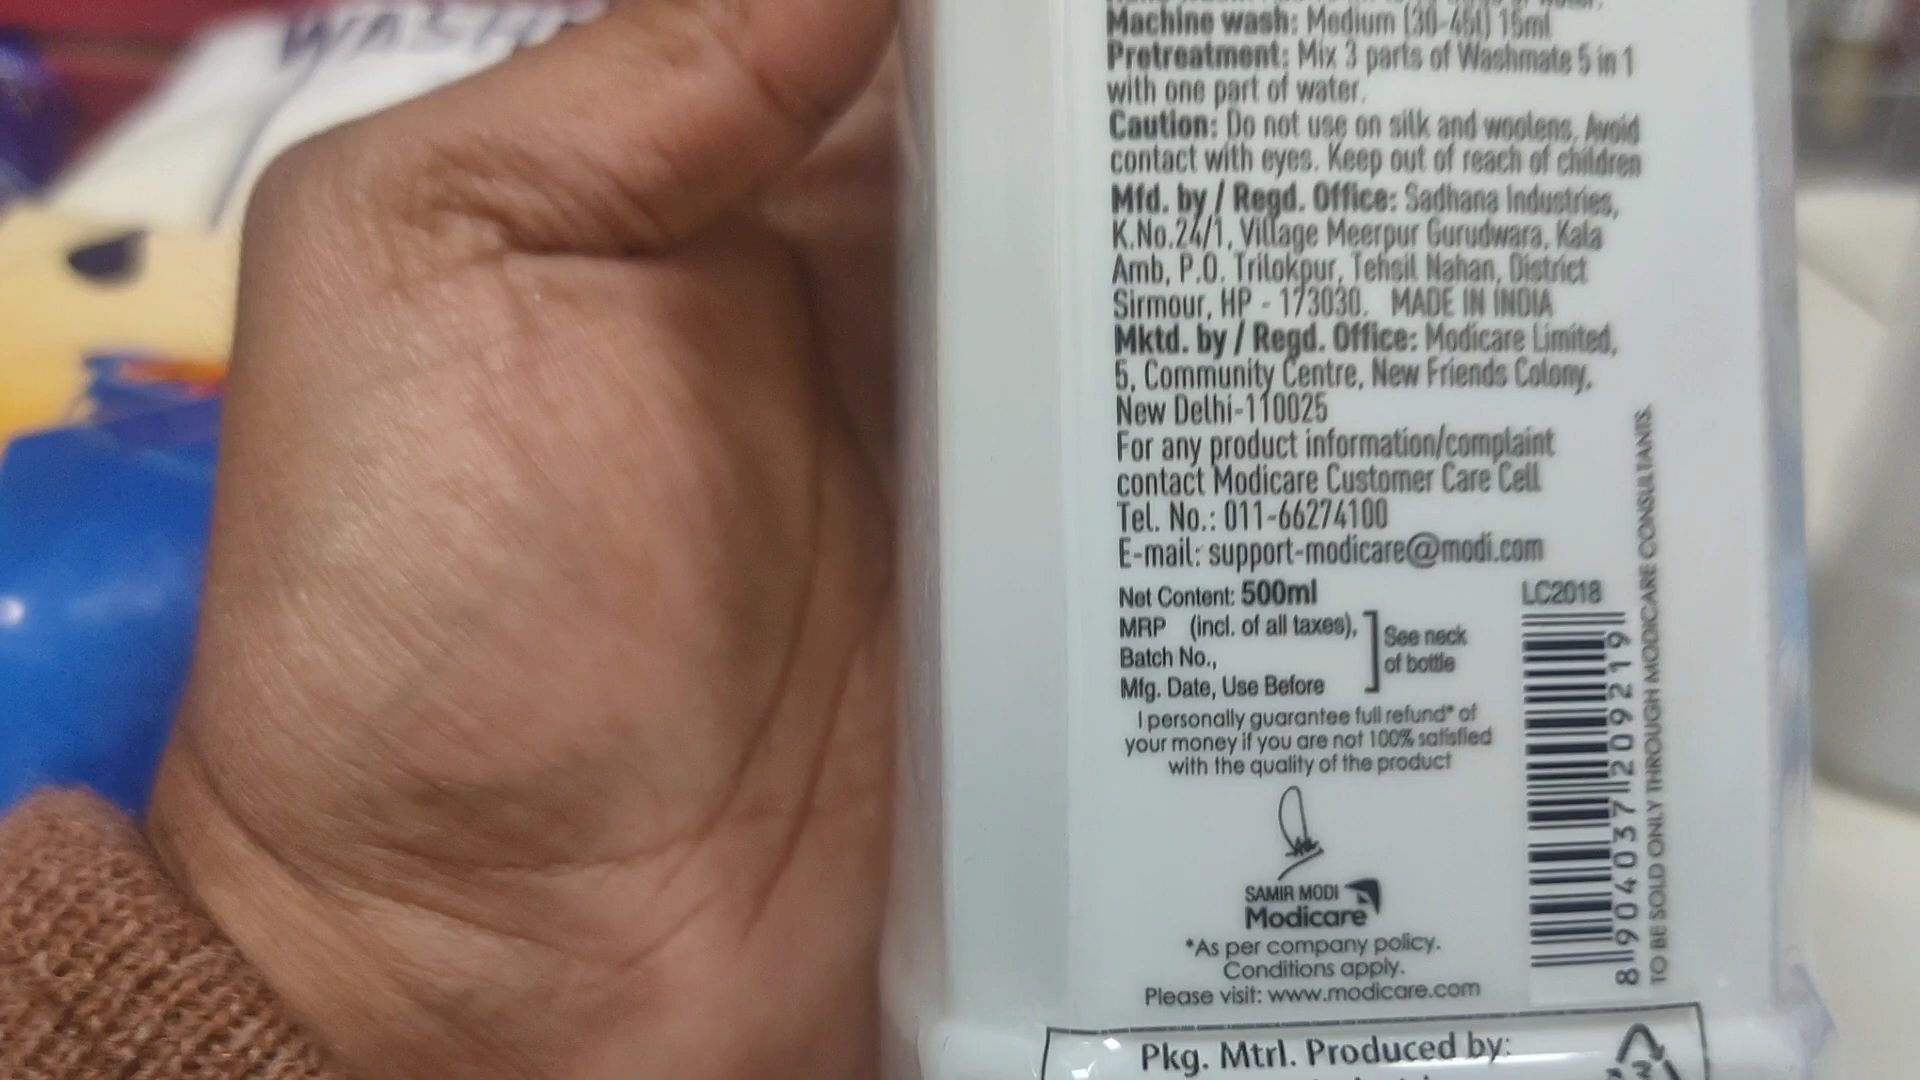 WASH
Machine wash: Medium (30-45l) 15ml
Pretreatment: Mix 3 parts of Washmate 5 in 1
with one part of water.
Caution: Do not use on silk and woolens. Avoid
contact with eyes. Keep out of reach of children
Mfd. by / Regd. Office: Sadhana Industries,
K.No.24/1, Village Meerpur Gurudwara, Kala
Amb, P.O. Trilokpur, Tehsil Nahan, District
Sirmour, HP - 173030. MADE IN INDIA
Mktd. by / Regd. Office: Modicare Limited,
5, Community Centre, New Friends Colony,
New Delhi-110025
For any product information/complaint
contact Modicare Customer Care Cell
Tel. No.: 011-66274100
E-mail: support-modicare@modi.com
Net Content: 500ml
MRP (incl. of all taxes),
Batch No.,
Mfg. Date, Use Before
See neck
of bottle
I personally guarantee full refund* of
your money if you are not 100% satisfied
with the quality of the product
SAMIR MODI
Modicare
*As per company policy.
Conditions apply.
Please visit: www.modicare.com
LC2018
8904037209219
TO BE SOLD ONLY THROUGH MODICARE CONSULTANTS.
Pkg. Mtrl. Produced by: